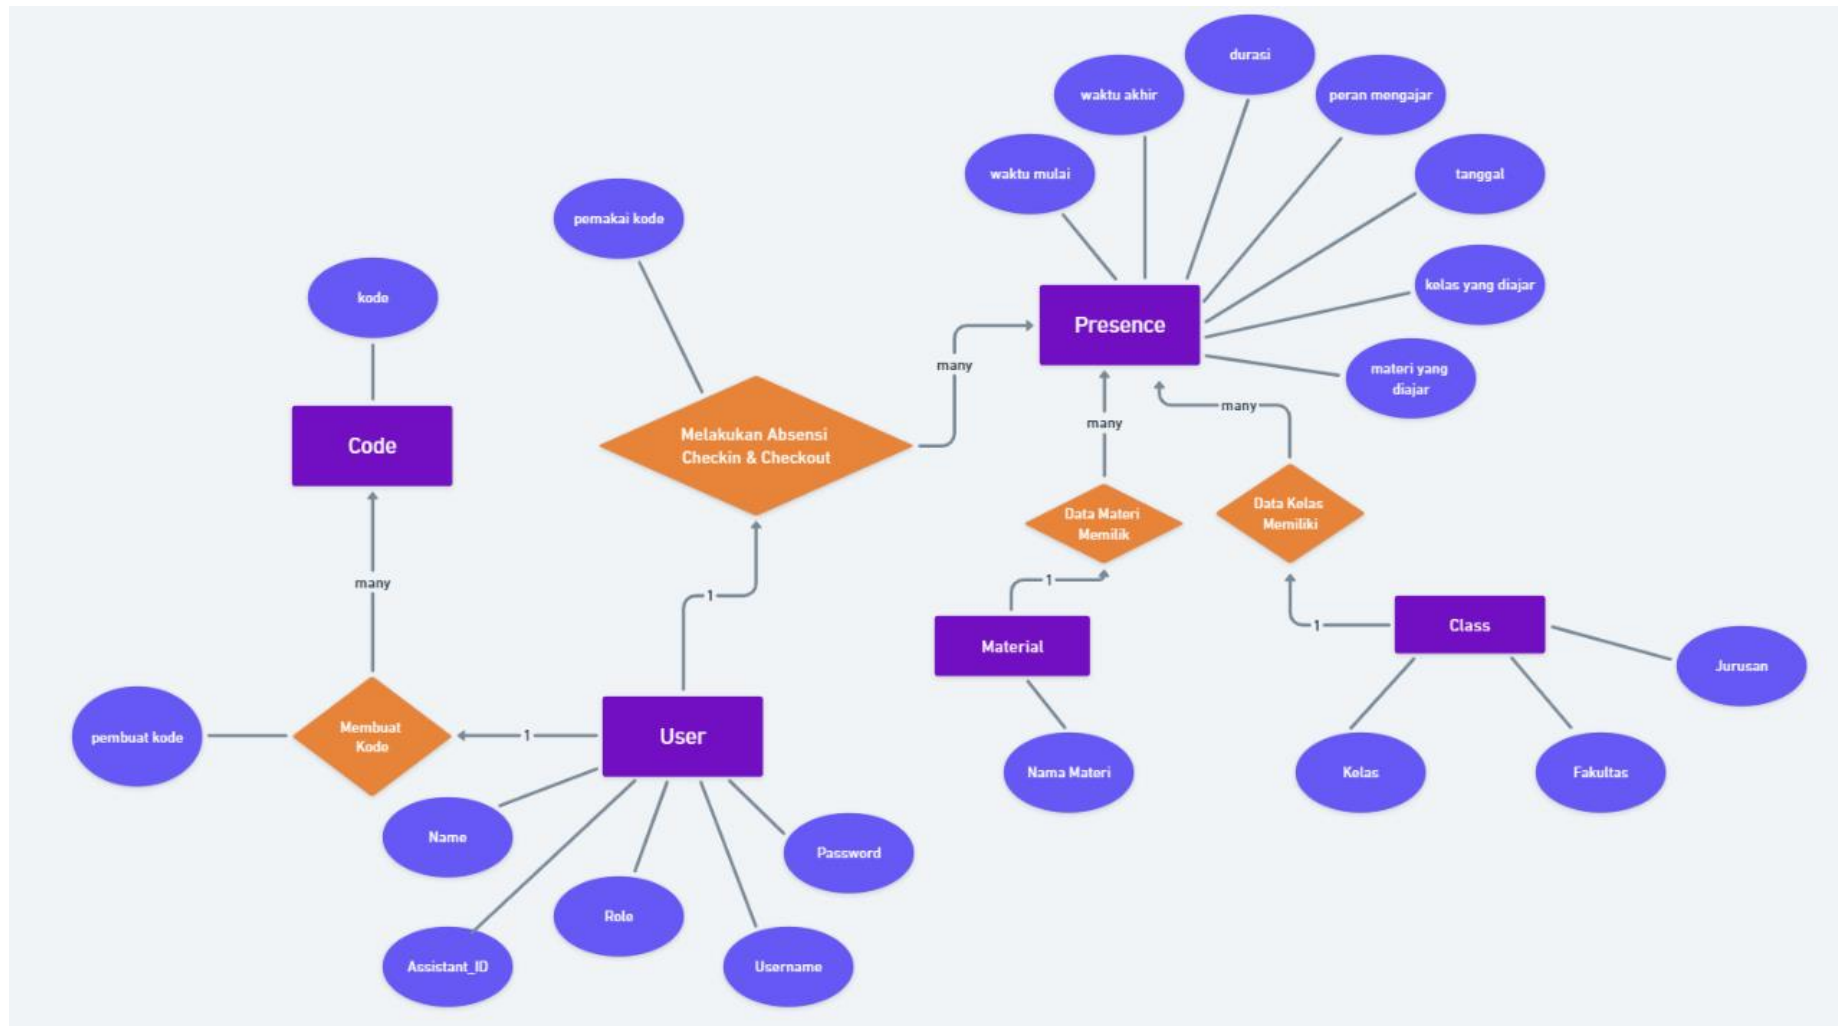 durasi
waktu akhir
peran mengajar
waktu mulai
tanggal
pemakai kode
kode
kelas yang diajar
Presence
many
materi yang
diajar
many
many
Code
Melakukan Absensi
Checkin & Checkout
Data Materi
Memilik
Data Kelas
Memiliki
many
1
1
1
Material
Class
Jurusan
pembuat kode
Membuat
Kode
1
User
Nama Materi
Kelas
Fakultas
Name
Password
Role
Assistant_ID
Username